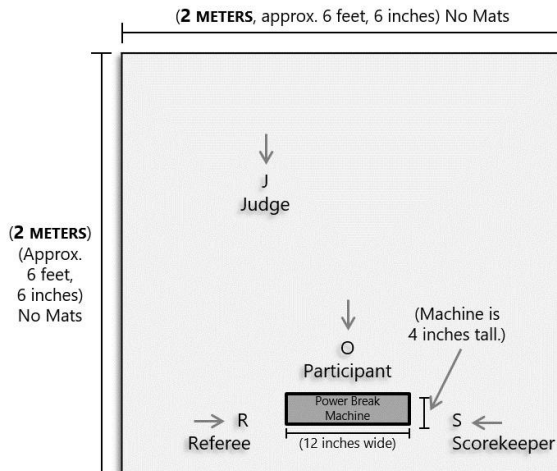 (2 METERS, approx. 6 feet, 6 inches) No Mats
J
Judge
(2 METERS)
(Approx.
6 feet,
6 inches)
No Mats
(Machine is
4 inches tall.)
O
Participant
Power Break
Machine
R
Referee
(12 inches wide)
S
Scorekeeper